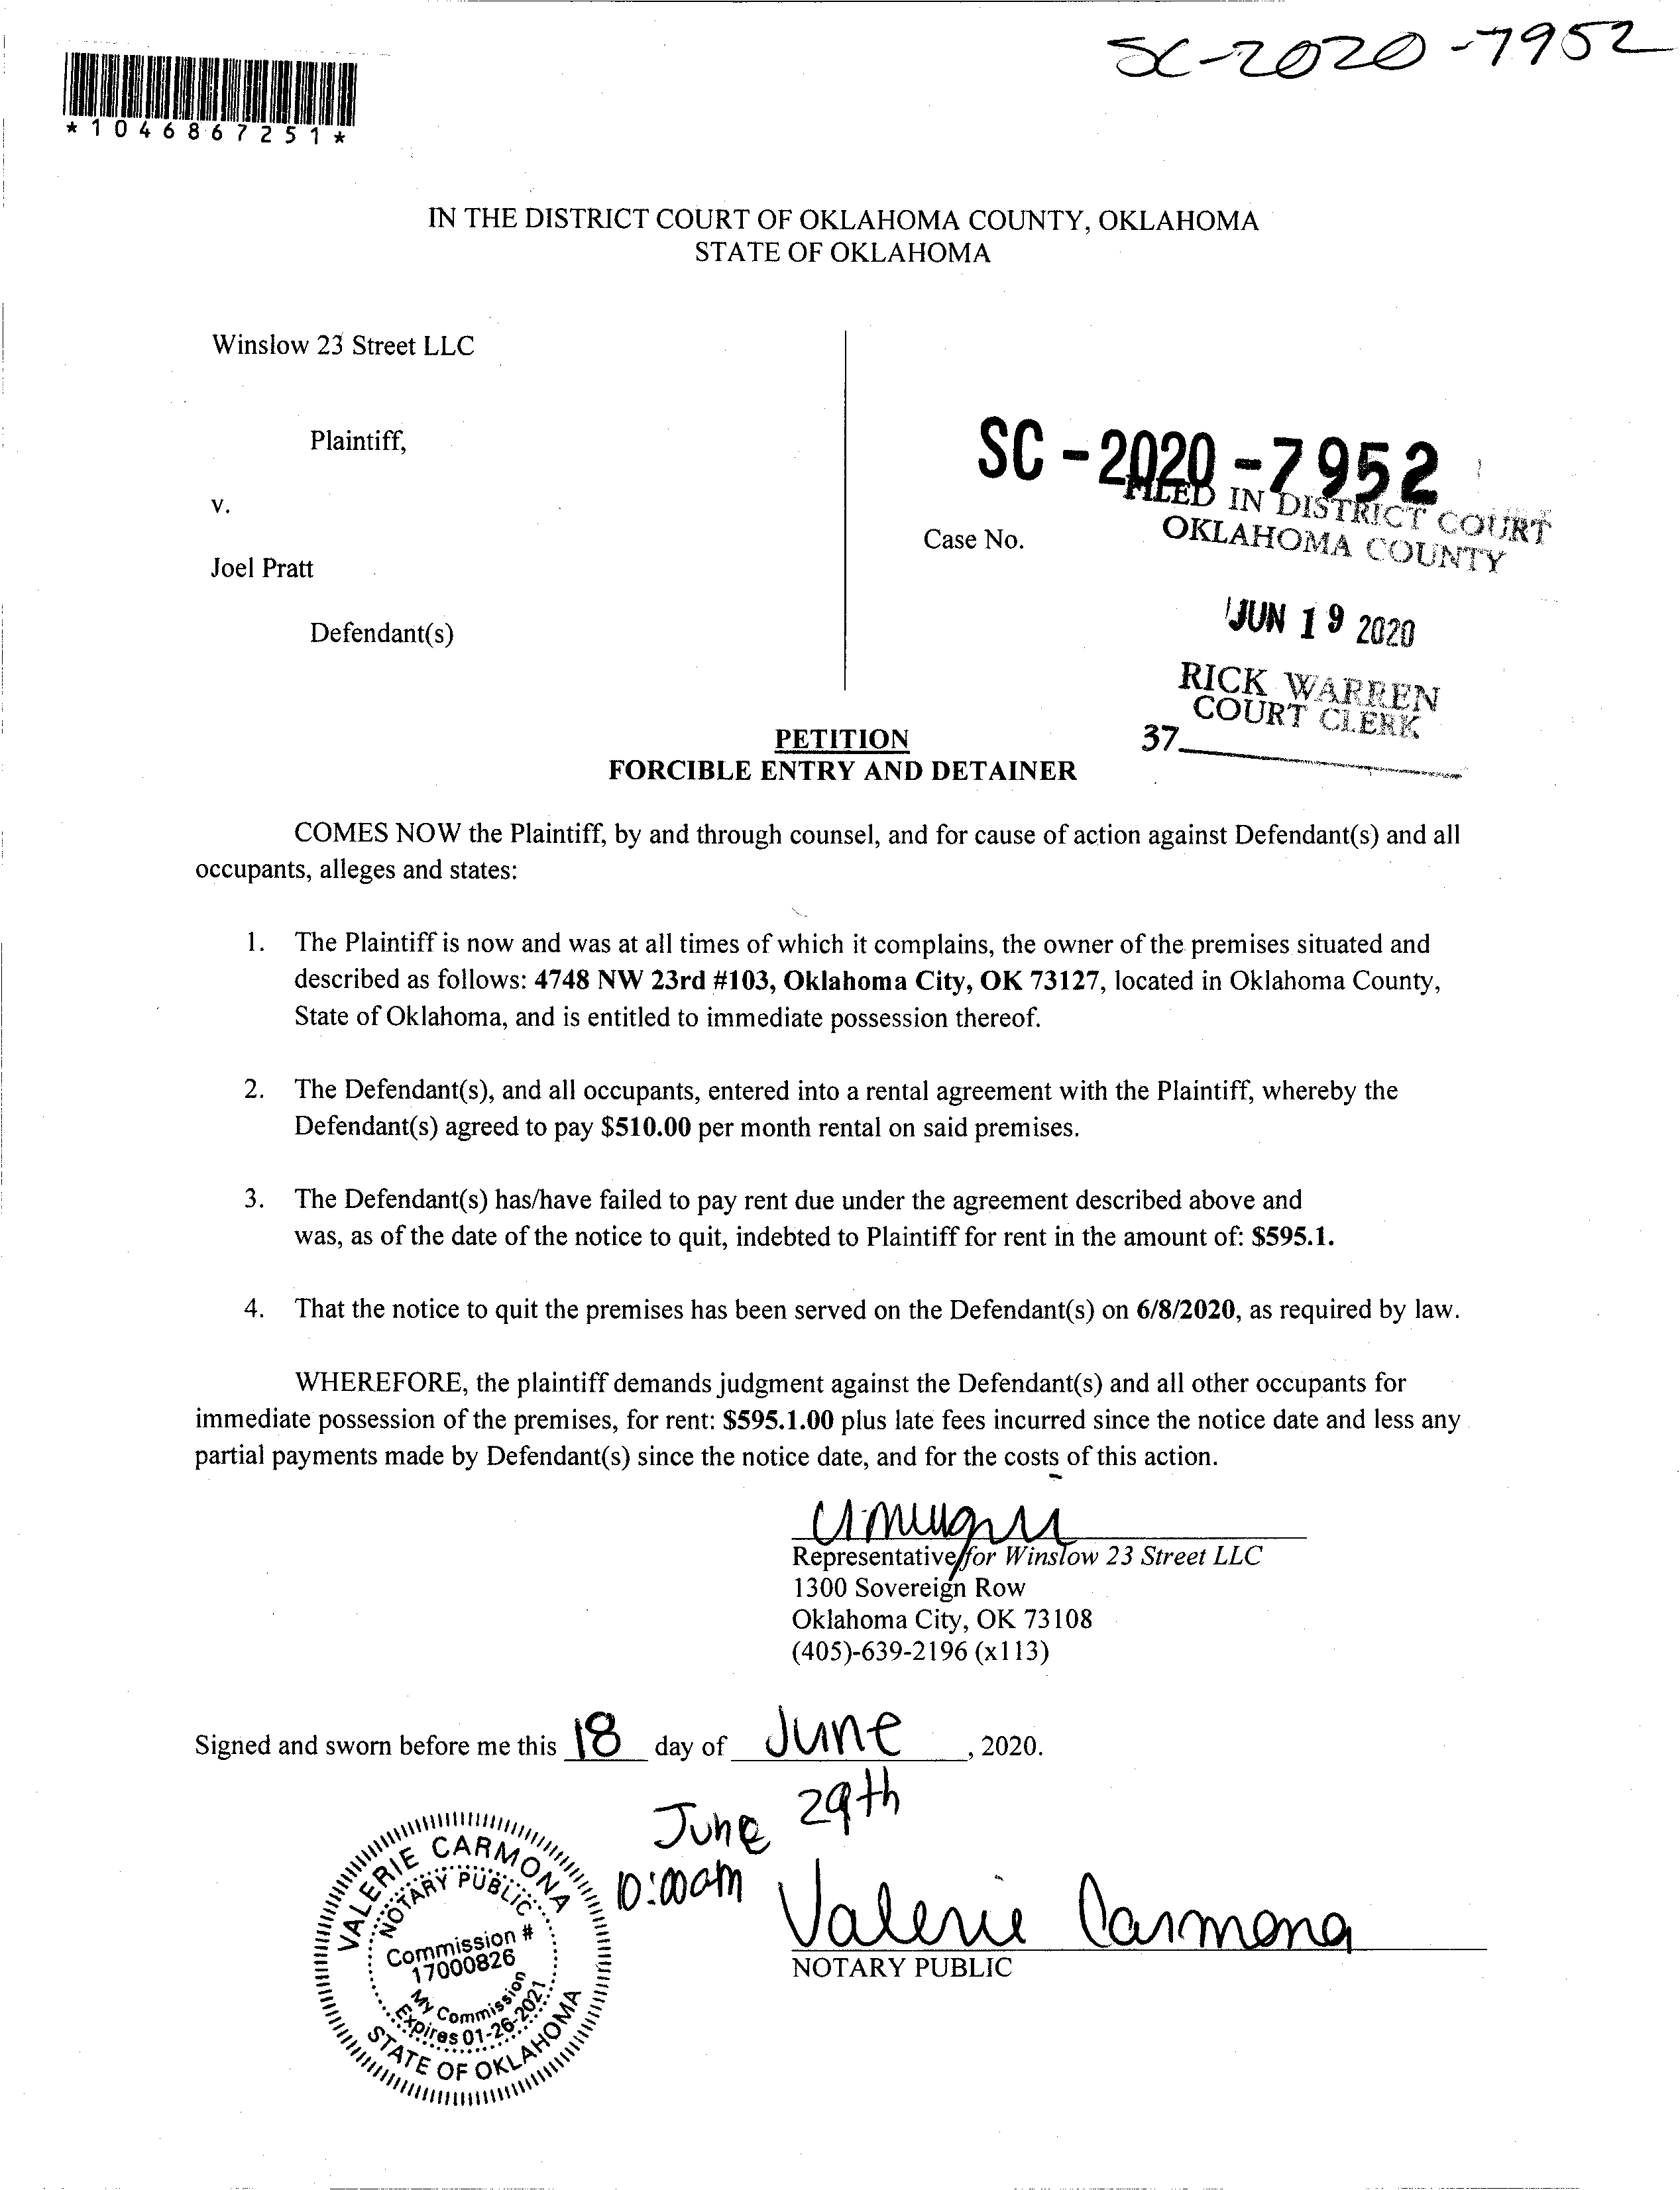 SC-2020-7952
*1046867251*
IN THE DISTRICT COURT OF OKLAHOMA COUNTY, OKLAHOMA
STATE OF OKLAHOMA
Winslow 23 Street LLC
Plaintiff,
v.
Joel Pratt
Defendant(s)
SC-2020-7952
FILED IN DISTRICT COURT
OKLAHOMA COUNTY
Case No.
JUN 19 2020
RICK WARREN
COURT CLERK
37
PETITION
FORCIBLE ENTRY AND DETAINER
COMES NOW the Plaintiff, by and through counsel, and for cause of action against Defendant(s) and all
occupants, alleges and states:
1. The Plaintiff is now and was at all times of which it complains, the owner of the premises situated and
described as follows: 4748 NW 23rd #103, Oklahoma City, OK 73127, located in Oklahoma County,
State of Oklahoma, and is entitled to immediate possession thereof.
2. The Defendant(s), and all occupants, entered into a rental agreement with the Plaintiff, whereby the
Defendant(s) agreed to pay $510.00 per month rental on said premises.
3. The Defendant(s) has/have failed to pay rent due under the agreement described above and
was, as of the date of the notice to quit, indebted to Plaintiff for rent in the amount of: $595.1.
4. That the notice to quit the premises has been served on the Defendant(s) on 6/8/2020, as required by law.
WHEREFORE, the plaintiff demands judgment against the Defendant(s) and all other occupants for
immediate possession of the premises, for rent: $595.1.00 plus late fees incurred since the notice date and less any
partial payments made by Defendant(s) since the notice date, and for the costs of this action.
Representative for Winslow 23 Street LLC
1300 Sovereign Row
Oklahoma City, OK 73108
(405)-639-2196 (x113)
Signed and sworn before me this 18 day of June, 2020.
June 29th
10:00am
Valerie Carmona
NOTARY PUBLIC
VALERIE CARMONA
NOTARY PUBLIC
Commission #
17000826
My Commission
Expires 01-26-2021
STATE OF OKLAHOMA